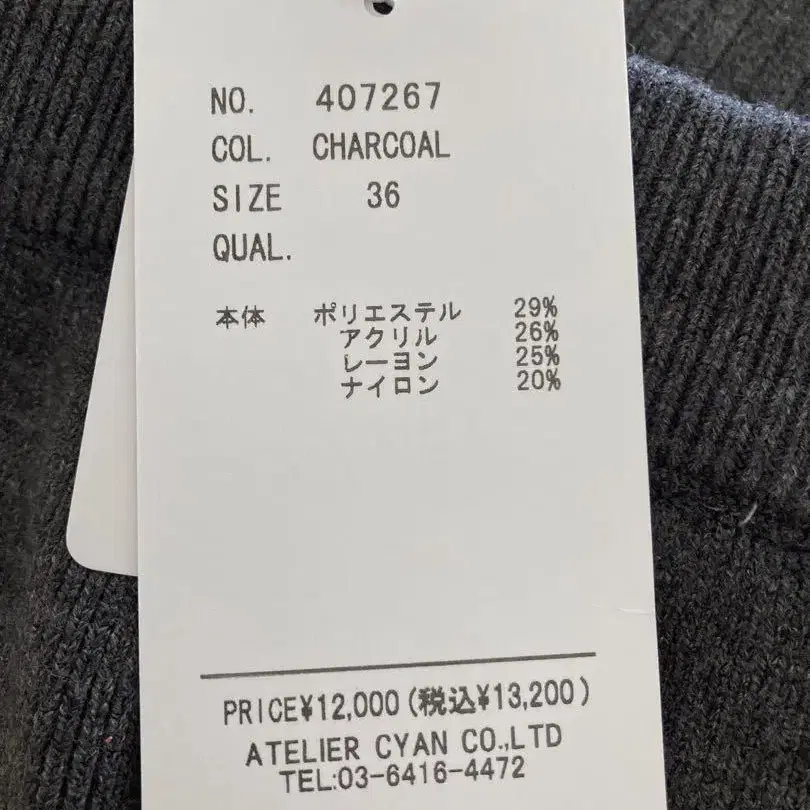 NO. 407267
COL. CHARCOAL
SIZE 36
QUAL.
本体 ポリエステル 29%
アクリル 26%
レーヨン 25%
ナイロン 20%
PRICE¥12,000(税込¥13,200)
ATELIER CYAN CO.,LTD
TEL:03-6416-4472